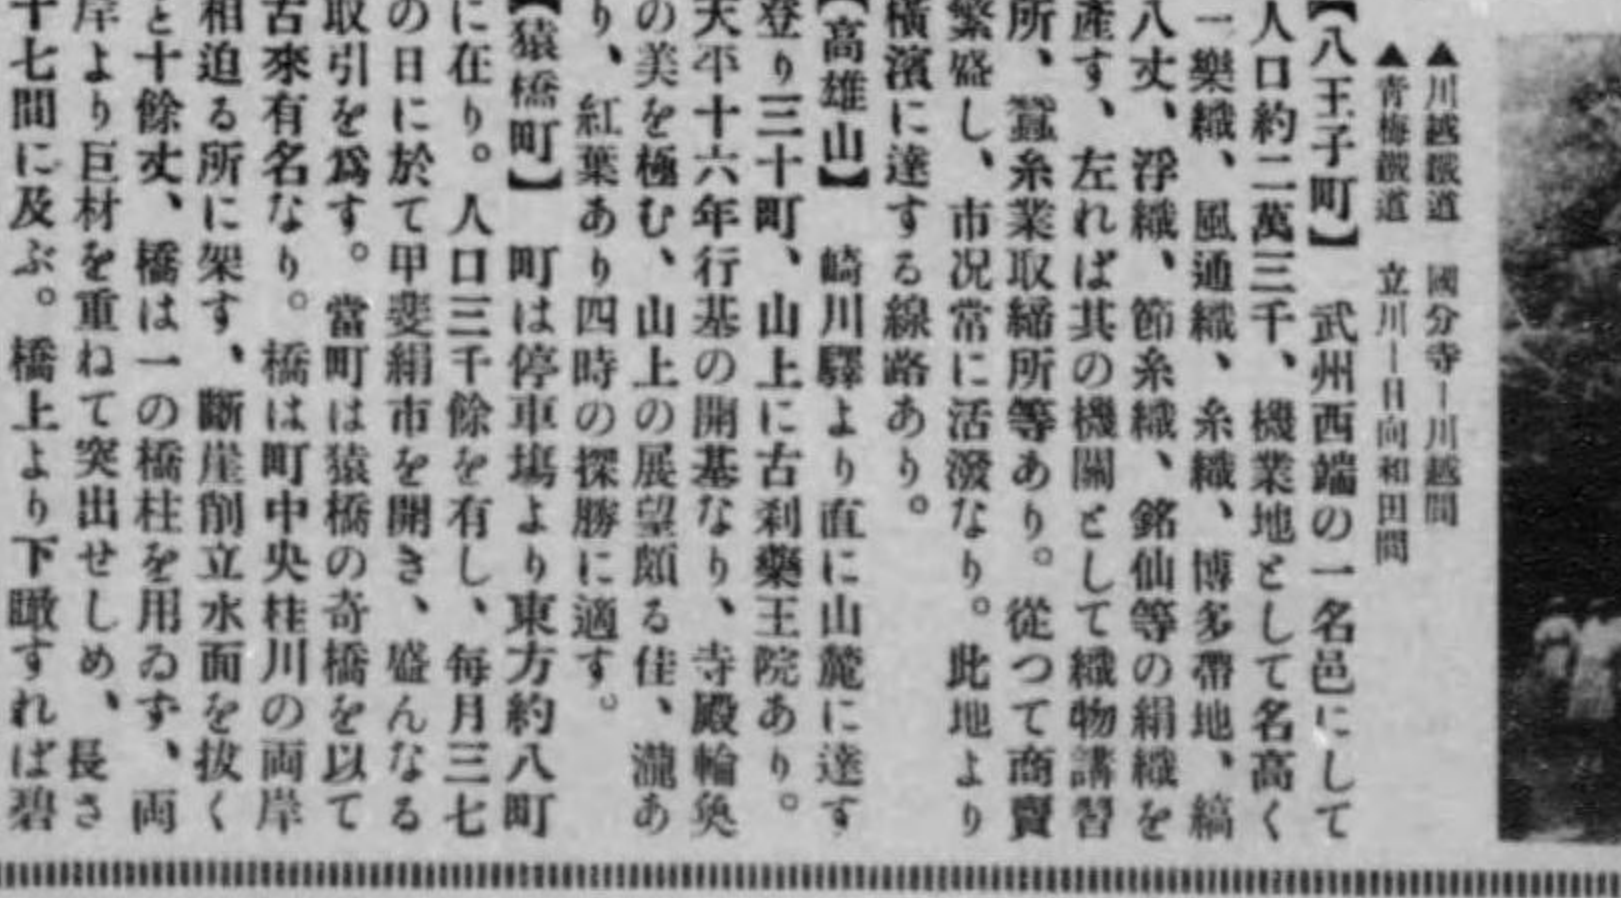 ▲川越鐵道　國分寺―川越間
▲青梅鐵道　立川―日向和田間
【八王子町】　武州西端の一名邑にして
人口約二萬三千、機業地として名高く
一樂織、風通織、糸織、博多帶地、縞
八丈、浮織、節糸織、銘仙等の絹織を
產す、左れば其の機關として織物講習
所、蠶糸業取締所等あり。從つて商賣
繁盛し、市况常に活潑なり。此地より
橫濱に達する線路あり。
【高雄山】　崎川驛より直に山麓に達す
登り三十町、山上に古刹藥王院あり。
天平十六年行基の開基なり、寺殿輪奐
の美を極む、山上の展望頗る佳、瀧あ
り、紅葉あり四時の探勝に適す。
【猿橋町】　町は停車塲より東方約八町
に在り。人口三千餘を有し、每月三七
の日に於て甲斐絹市を開き、盛んなる
取引を爲す。當町は猿橋の奇橋を以て
古來有名なり。橋は町中央桂川の両岸
相迫る所に架す、斷崖削立水面を拔く
と十餘丈、橋は一の橋柱を用ゐず、両
岸より巨材を重ねて突出せしめ、長さ
十七間に及ぶ。橋上より下瞰すれば碧